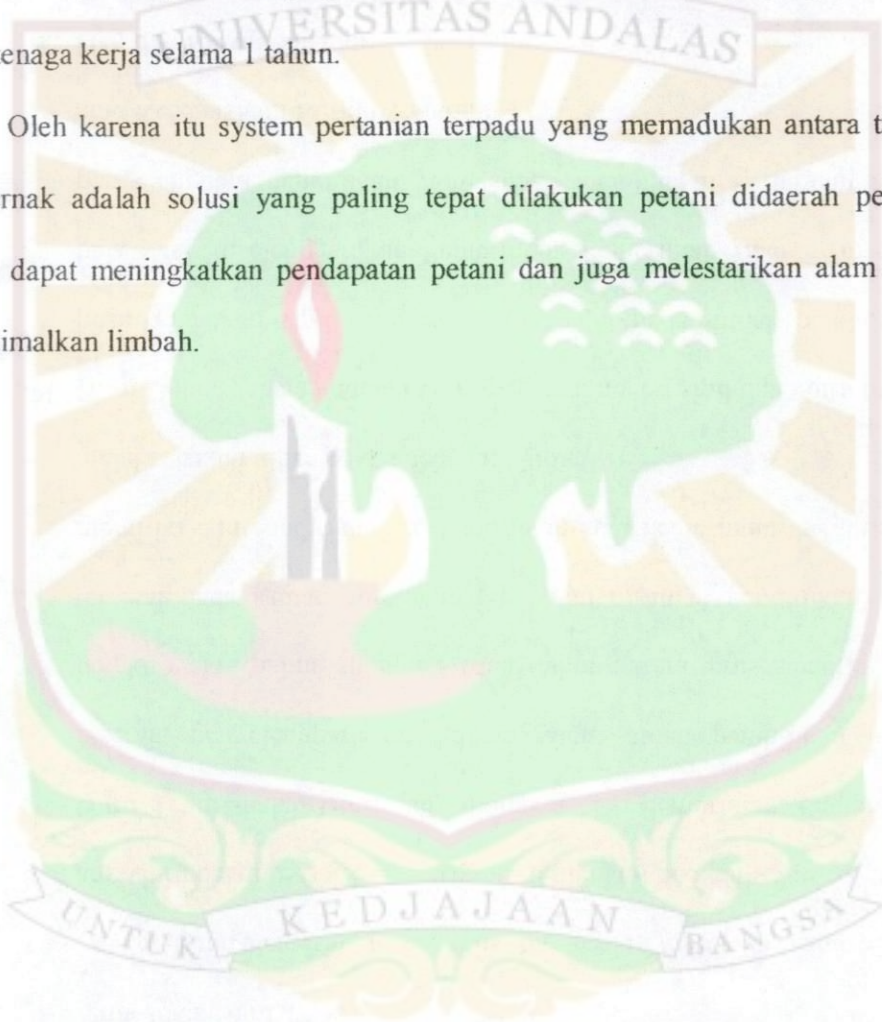 UNIVERSITAS ANDALAS
enaga kerja selama 1 tahun.
Oleh karena itu system pertanian terpadu yang memadukan antara t
rnak adalah solusi yang paling tepat dilakukan petani didaerah pe
dapat meningkatkan pendapatan petani dan juga melestarikan alam
imalkan limbah.
UNTUK KEDJAJAAN BANGSA